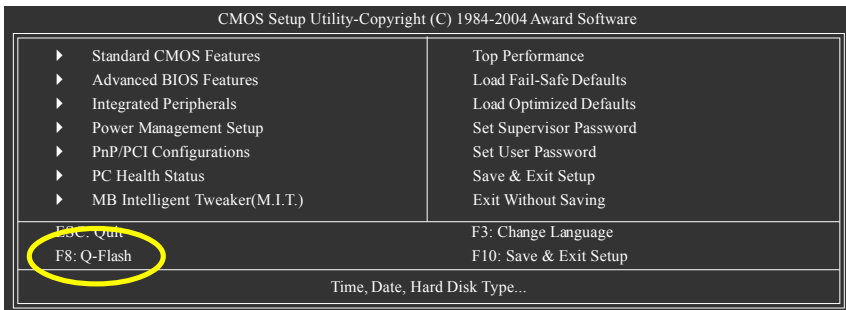 CMOS Setup Utility-Copyright (C) 1984-2004 Award Software
Standard CMOS Features
Advanced BIOS Features
Integrated Peripherals
Power Management Setup
PnP/PCI Configurations
PC Health Status
MB Intelligent Tweaker(M.I.T.)
Top Performance
Load Fail-Safe Defaults
Load Optimized Defaults
Set Supervisor Password
Set User Password
Save & Exit Setup
Exit Without Saving
ESC: Quit
F8: Q-Flash
F3: Change Language
F10: Save & Exit Setup
Time, Date, Hard Disk Type...